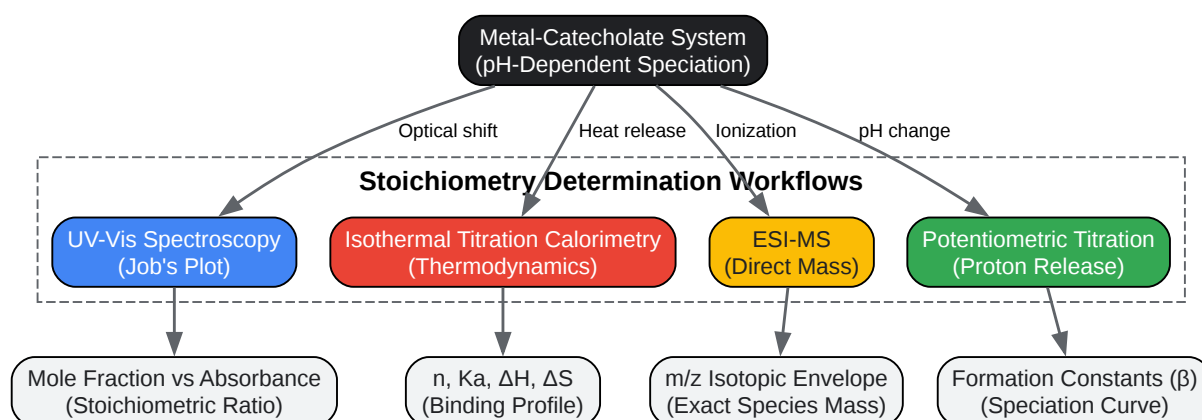 Metal-Catecholate System
(pH-Dependent Speciation)
Optical shift
Heat release
Ionization
pH change
Stoichiometry Determination Workflows
UV-Vis Spectroscopy
(Job's Plot)
Isothermal Titration Calorimetry
(Thermodynamics)
ESI-MS
(Direct Mass)
Potentiometric Titration
(Proton Release)
Mole Fraction vs Absorbance
(Stoichiometric Ratio)
n, Ka, ΔH, ΔS
(Binding Profile)
m/z Isotopic Envelope
(Exact Species Mass)
Formation Constants (β)
(Speciation Curve)